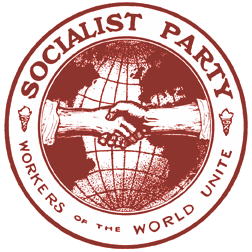 SOCIALIST PARTY
WORKERS OF THE WORLD UNITE